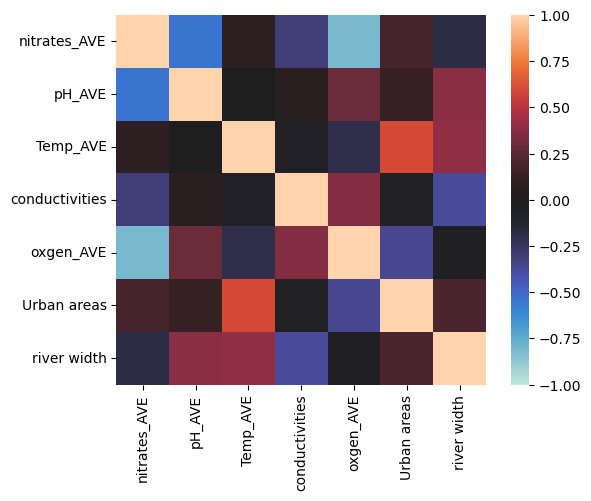 nitrates_AVE
pH_AVE
Temp_AVE
conductivities
oxgen_AVE
Urban areas
river width
nitrates_AVE
pH_AVE
Temp_AVE
conductivities
oxgen_AVE
Urban areas
river width
1.00
0.75
0.50
0.25
0.00
−0.25
−0.50
−0.75
−1.00